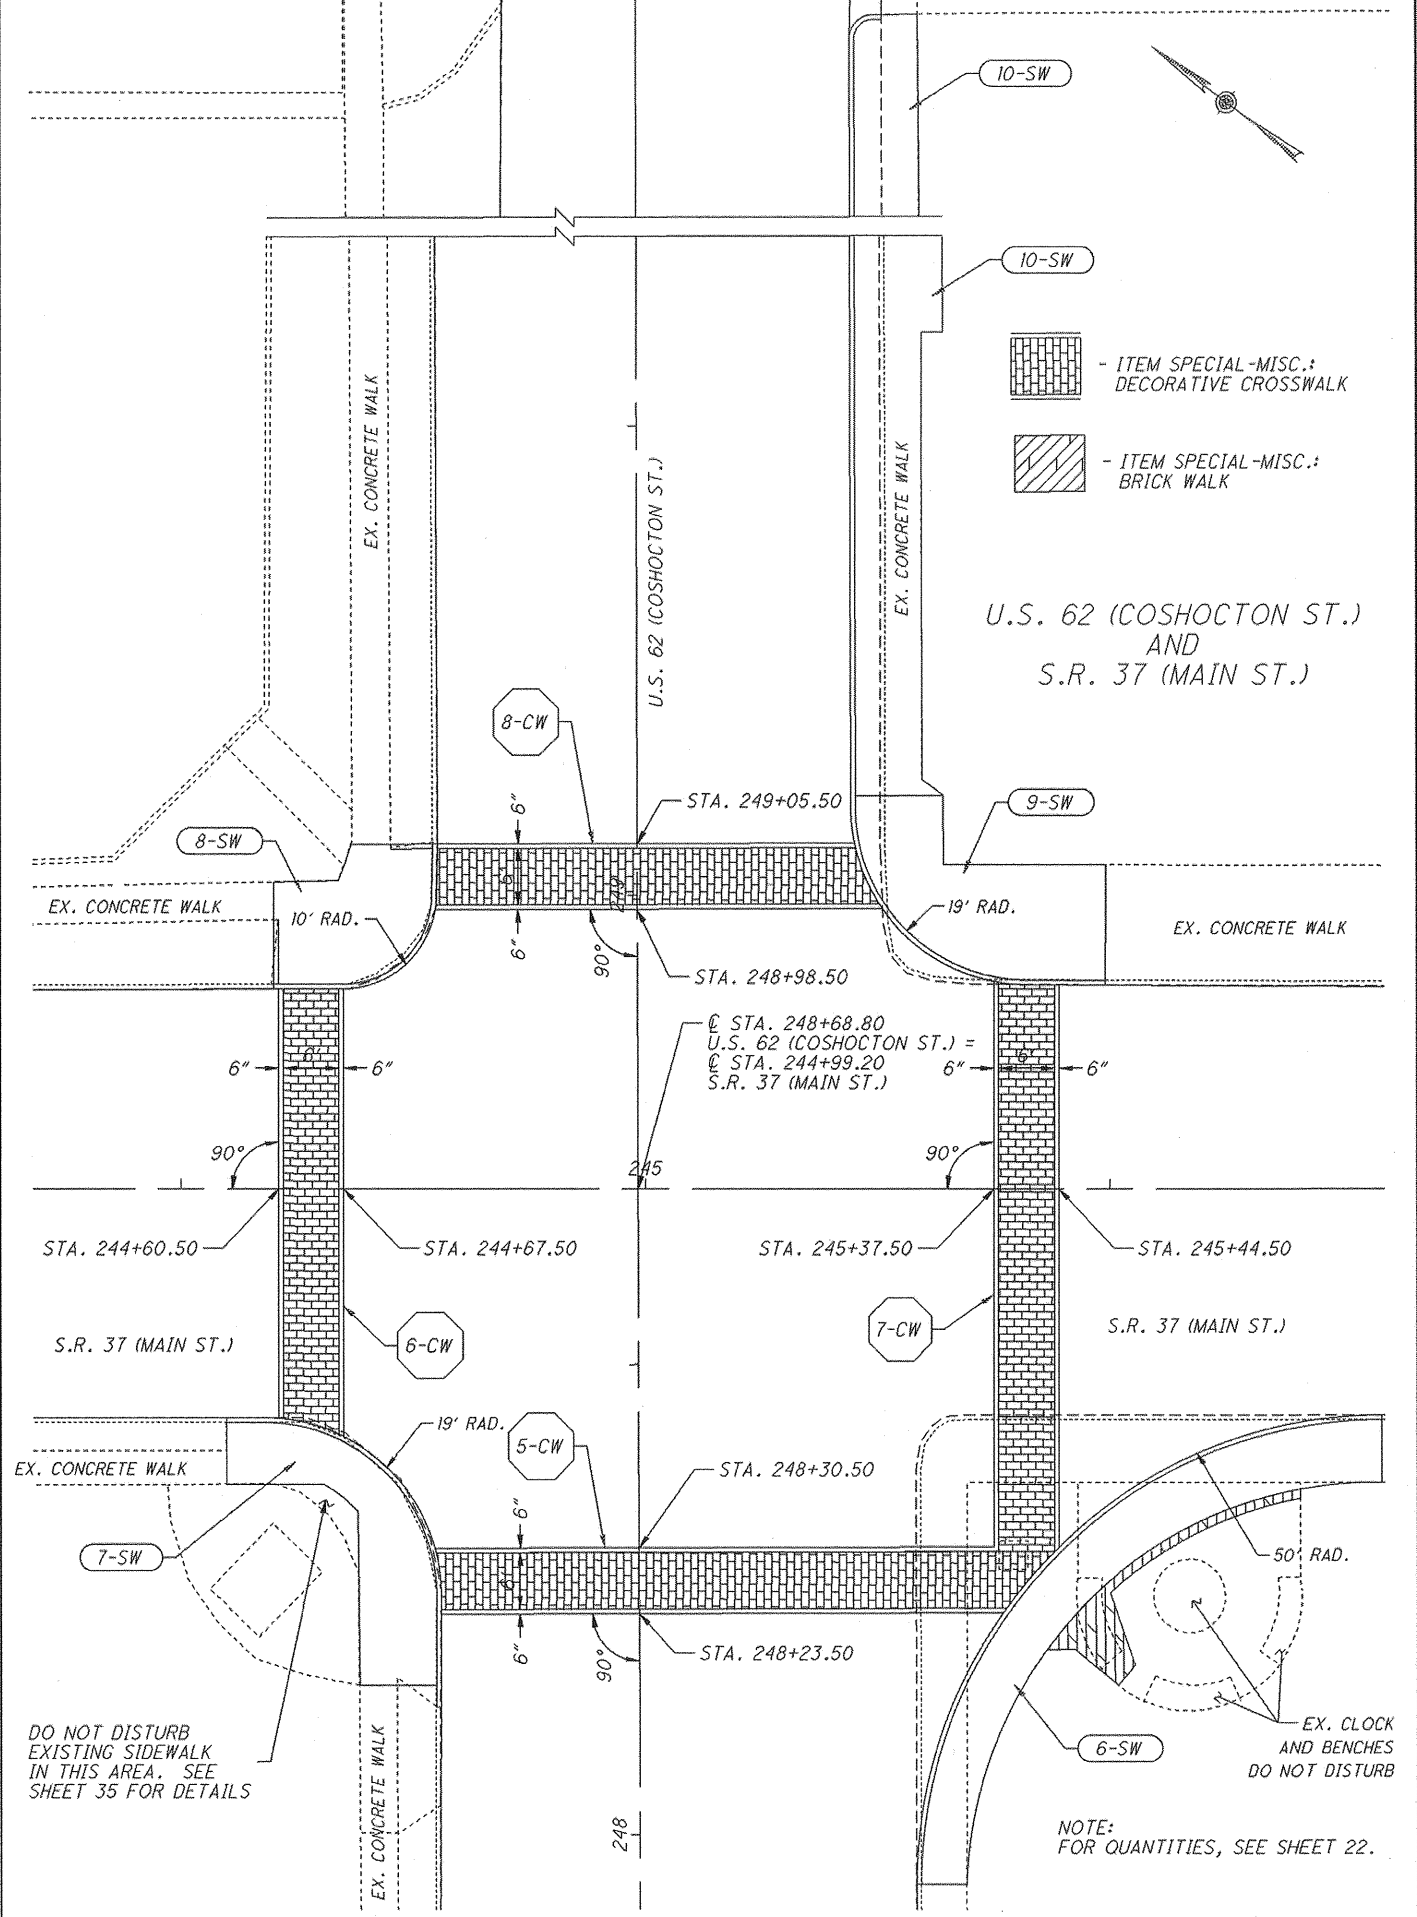 10-SW
10-SW
- ITEM SPECIAL-MISC.:
DECORATIVE CROSSWALK
- ITEM SPECIAL-MISC.:
BRICK WALK
EX. CONCRETE WALK
U.S. 62 (COSHOCTON ST.)
EX. CONCRETE WALK
U.S. 62 (COSHOCTON ST.)
AND
S.R. 37 (MAIN ST.)
8-CW
6"
STA. 249+05.50
9-SW
8-SW
6'
249
EX. CONCRETE WALK
10' RAD.
19' RAD.
EX. CONCRETE WALK
6"
90°
STA. 248+98.50
℄ STA. 248+68.80
U.S. 62 (COSHOCTON ST.) =
℄ STA. 244+99.20
S.R. 37 (MAIN ST.)
6"
6'
6"
6"
6'
6"
90°
245
90°
STA. 244+60.50
STA. 244+67.50
STA. 245+37.50
STA. 245+44.50
S.R. 37 (MAIN ST.)
6-CW
7-CW
S.R. 37 (MAIN ST.)
19' RAD.
5-CW
EX. CONCRETE WALK
STA. 248+30.50
6"
7-SW
6'
50' RAD.
6"
90°
STA. 248+23.50
DO NOT DISTURB
EXISTING SIDEWALK
IN THIS AREA. SEE
SHEET 35 FOR DETAILS
EX. CONCRETE WALK
6-SW
EX. CLOCK
AND BENCHES
DO NOT DISTURB
248
NOTE:
FOR QUANTITIES, SEE SHEET 22.